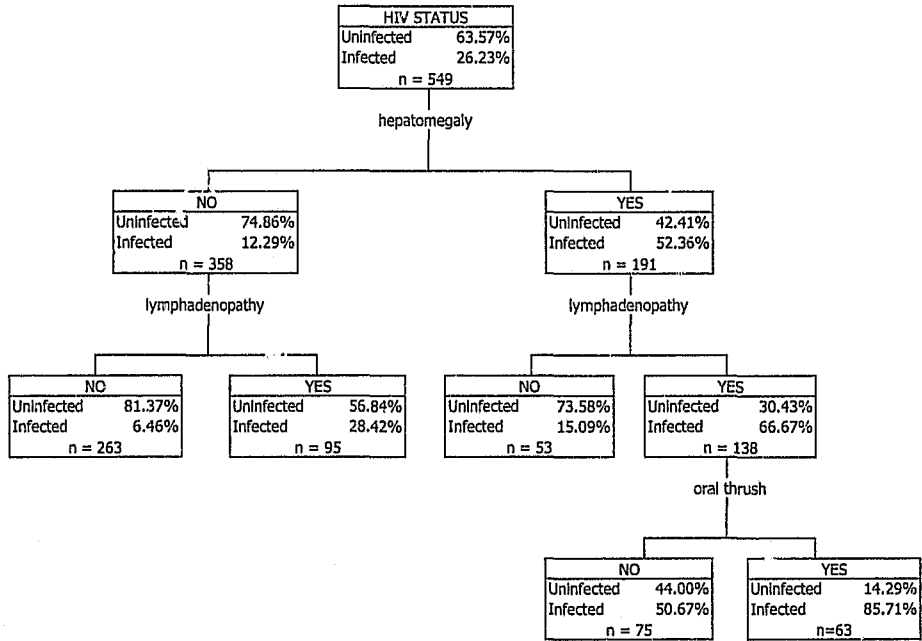 HIV STATUS
Uninfected 63.57%
Infected 26.23%
n = 549
hepatomegaly
NO
Uninfected 74.86%
Infected 12.29%
n = 358
YES
Uninfected 42.41%
Infected 52.36%
n = 191
lymphadenopathy
lymphadenopathy
NO
Uninfected 81.37%
Infected 6.46%
n = 263
YES
Uninfected 56.84%
Infected 28.42%
n = 95
NO
Uninfected 73.58%
Infected 15.09%
n = 53
YES
Uninfected 30.43%
Infected 66.67%
n = 138
oral thrush
NO
Uninfected 44.00%
Infected 50.67%
n = 75
YES
Uninfected 14.29%
Infected 85.71%
n=63